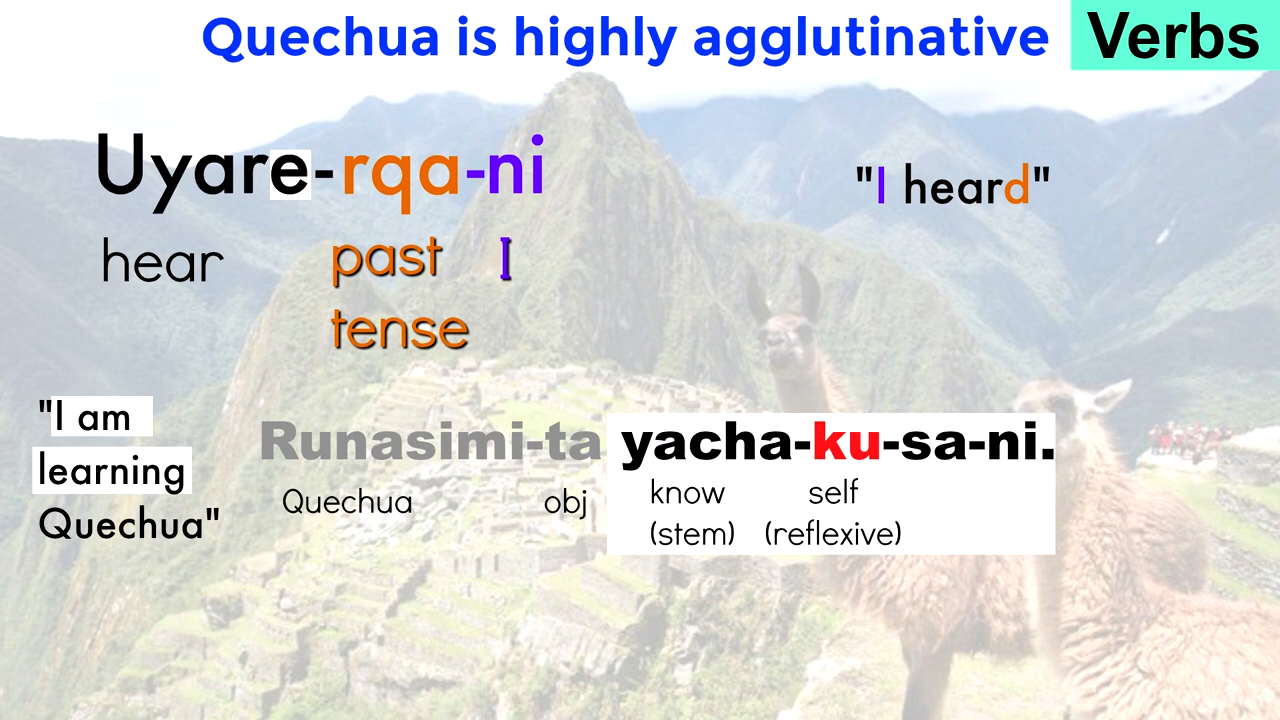 Quechua is highly agglutinative Verbs
Uyare-rqa-ni "I heard"
hear past I
tense
"I am
learning
Quechua"
Runasimi-ta yacha-ku-sa-ni.
Quechua obj know self
(stem) (reflexive)